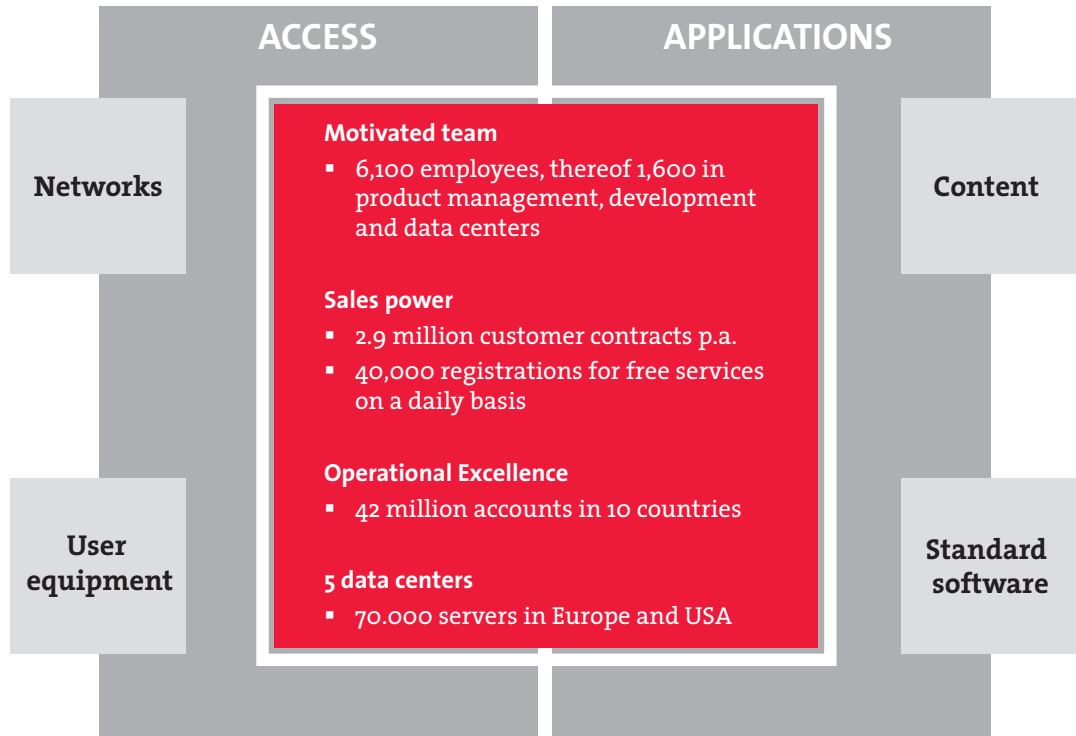 ACCESS
APPLICATIONS
Networks
User
equipment
Motivated team
▪ 6,100 employees, thereof 1,600 in
product management, development
and data centers
Sales power
▪ 2.9 million customer contracts p.a.
▪ 40,000 registrations for free services
on a daily basis
Operational Excellence
▪ 42 million accounts in 10 countries
5 data centers
▪ 70.000 servers in Europe and USA
Content
Standard
software